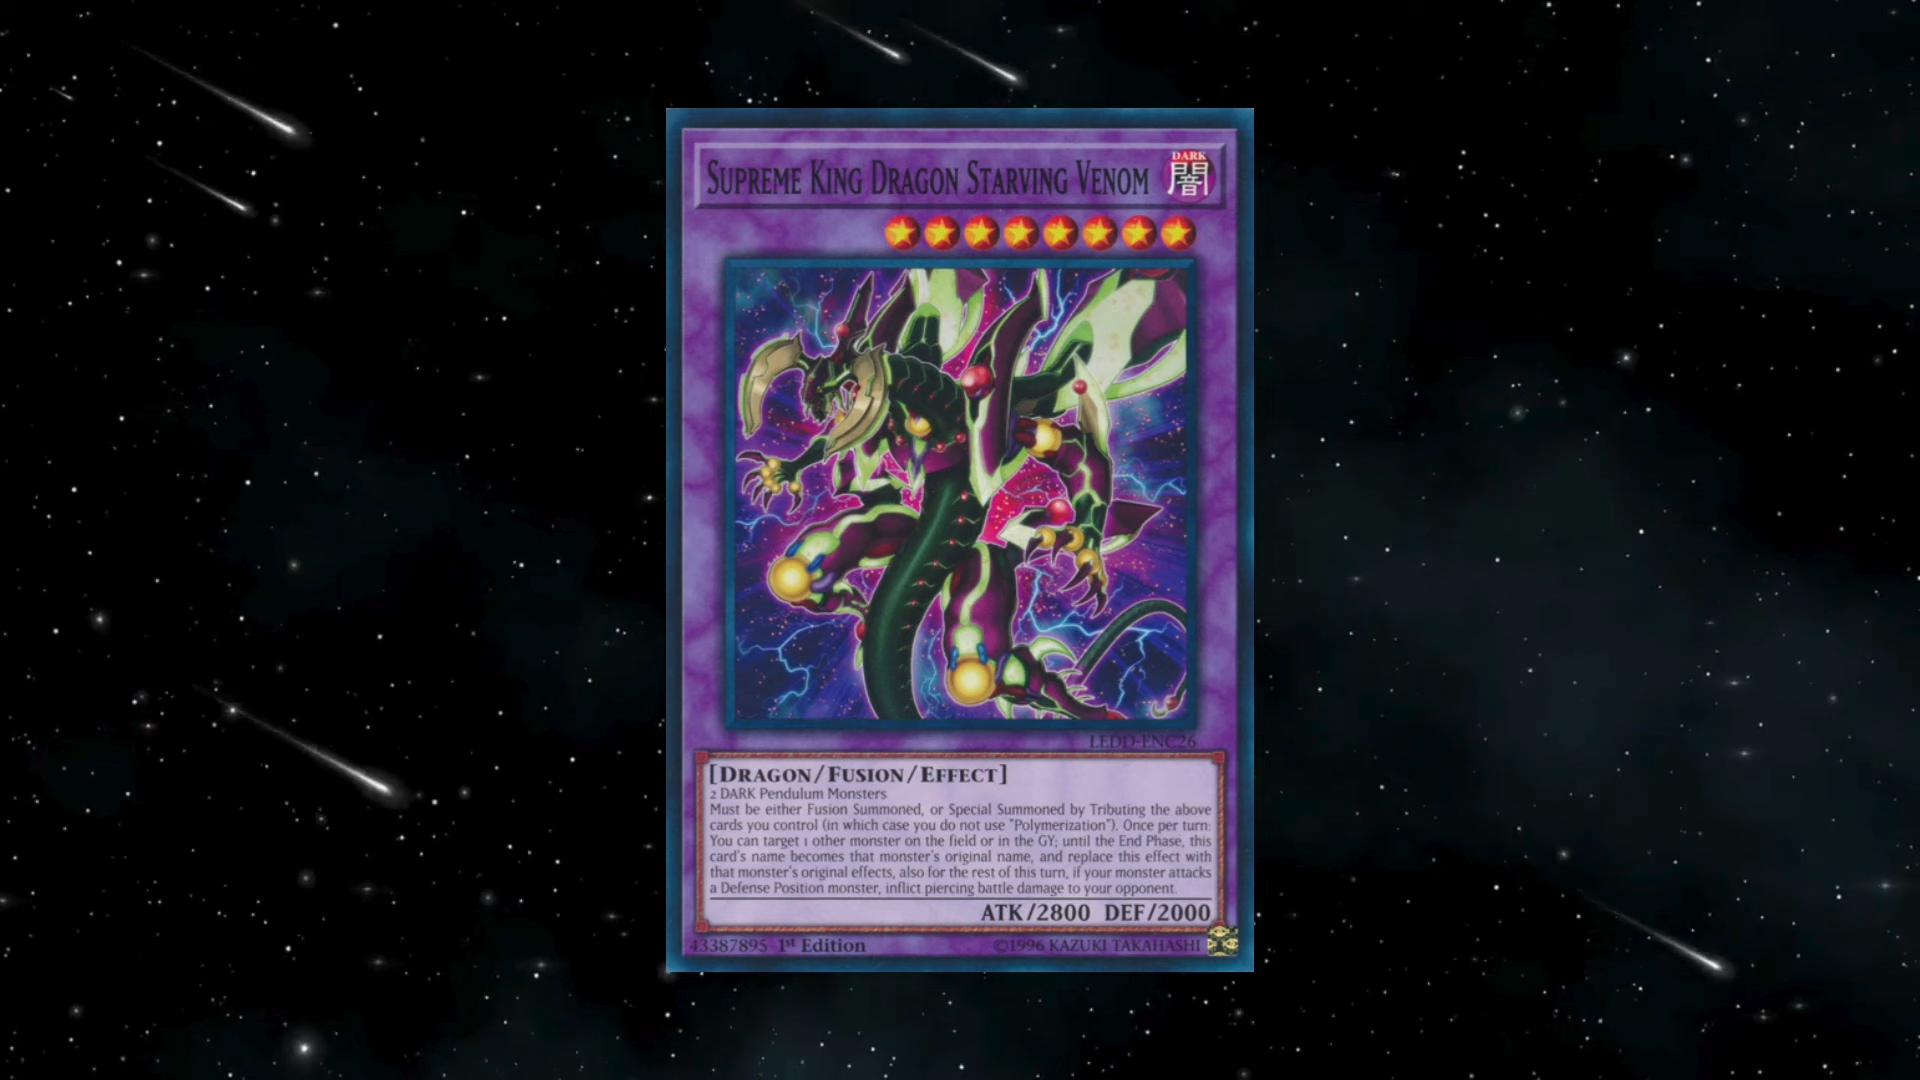 SUPREME KING DRAGON STARVING VENOM
DARK
闇
LEDD-ENC26
[DRAGON/FUSION/EFFECT]
2 DARK Pendulum Monsters
Must be either Fusion Summoned, or Special Summoned by Tributing the above
cards you control (in which case you do not use "Polymerization"). Once per turn:
You can target 1 other monster on the field or in the GY; until the End Phase, this
card's name becomes that monster's original name, and replace this effect with
that monster's original effects, also for the rest of this turn, if your monster attacks
a Defense Position monster, inflict piercing battle damage to your opponent.
ATK/2800 DEF/2000
43387895 1st Edition
©1996 KAZUKI TAKAHASHI